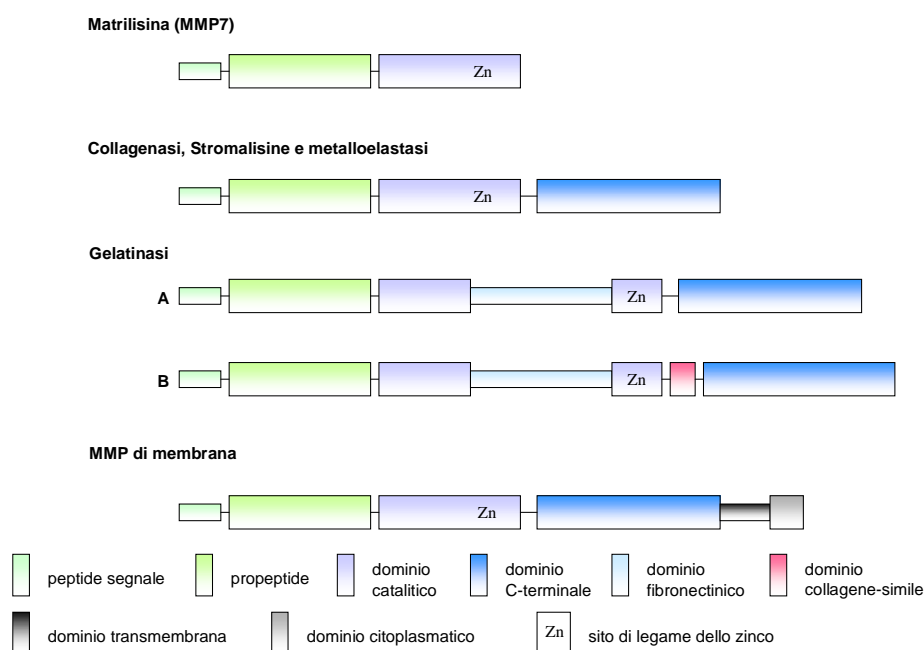 Matrilisina (MMP7)
Zn
Collagenasi, Stromalisine e metalloelastasi
Zn
Gelatinasi
A
Zn
B
Zn
MMP di membrana
Zn
peptide segnale
propeptide
dominio
catalitico
dominio
C-terminale
dominio
fibronectinico
dominio
collagene-simile
dominio transmembrana
dominio citoplasmatico
Zn
sito di legame dello zinco